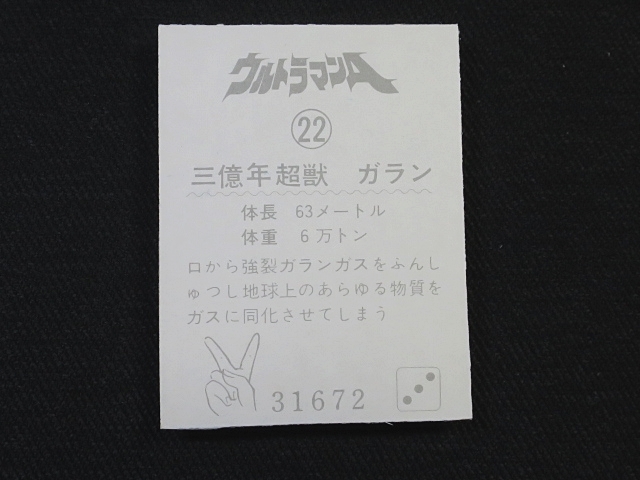 ウルトラマンA
22
三億年超獣 ガラン
体長 63メートル
体重 6万トン
口から強裂ガランガスをふんし
ゅつし地球上のあらゆる物質を
ガスに同化させてしまう
31672